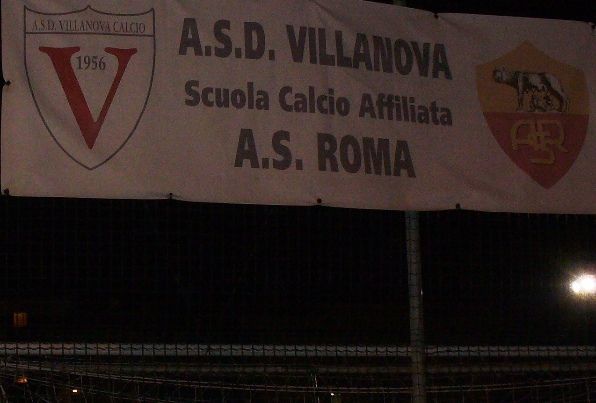 A.S.D. VILLANOVA CALCIO
1956
V
A.S.D. VILLANOVA
Scuola Calcio Affiliata
A.S. ROMA
ASR